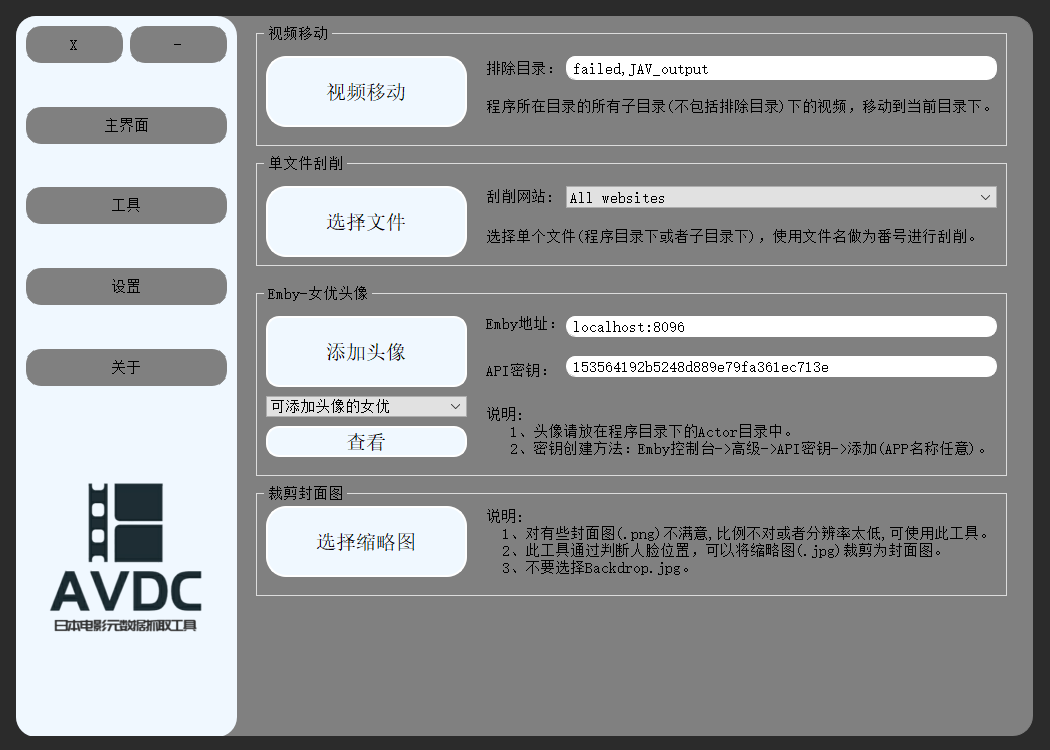 X
-
主界面
工具
设置
关于
AVDC
日本电影元数据抓取工具
视频移动
视频移动
排除目录：
failed,JAV_output
程序所在目录的所有子目录(不包括排除目录)下的视频，移动到当前目录下。
单文件刮削
选择文件
刮削网站：
All websites
选择单个文件(程序目录下或者子目录下)，使用文件名做为番号进行刮削。
Emby-女优头像
添加头像
Emby地址：
localhost:8096
API密钥：
153564192b5248d889e79fa361ec713e
可添加头像的女优
查看
说明:
1、头像请放在程序目录下的Actor目录中。
2、密钥创建方法：Emby控制台->高级->API密钥->添加(APP名称任意)。
裁剪封面图
选择缩略图
说明:
1、对有些封面图(.png)不满意,比例不对或者分辨率太低,可使用此工具。
2、此工具通过判断人脸位置，可以将缩略图(.jpg)裁剪为封面图。
3、不要选择Backdrop.jpg。